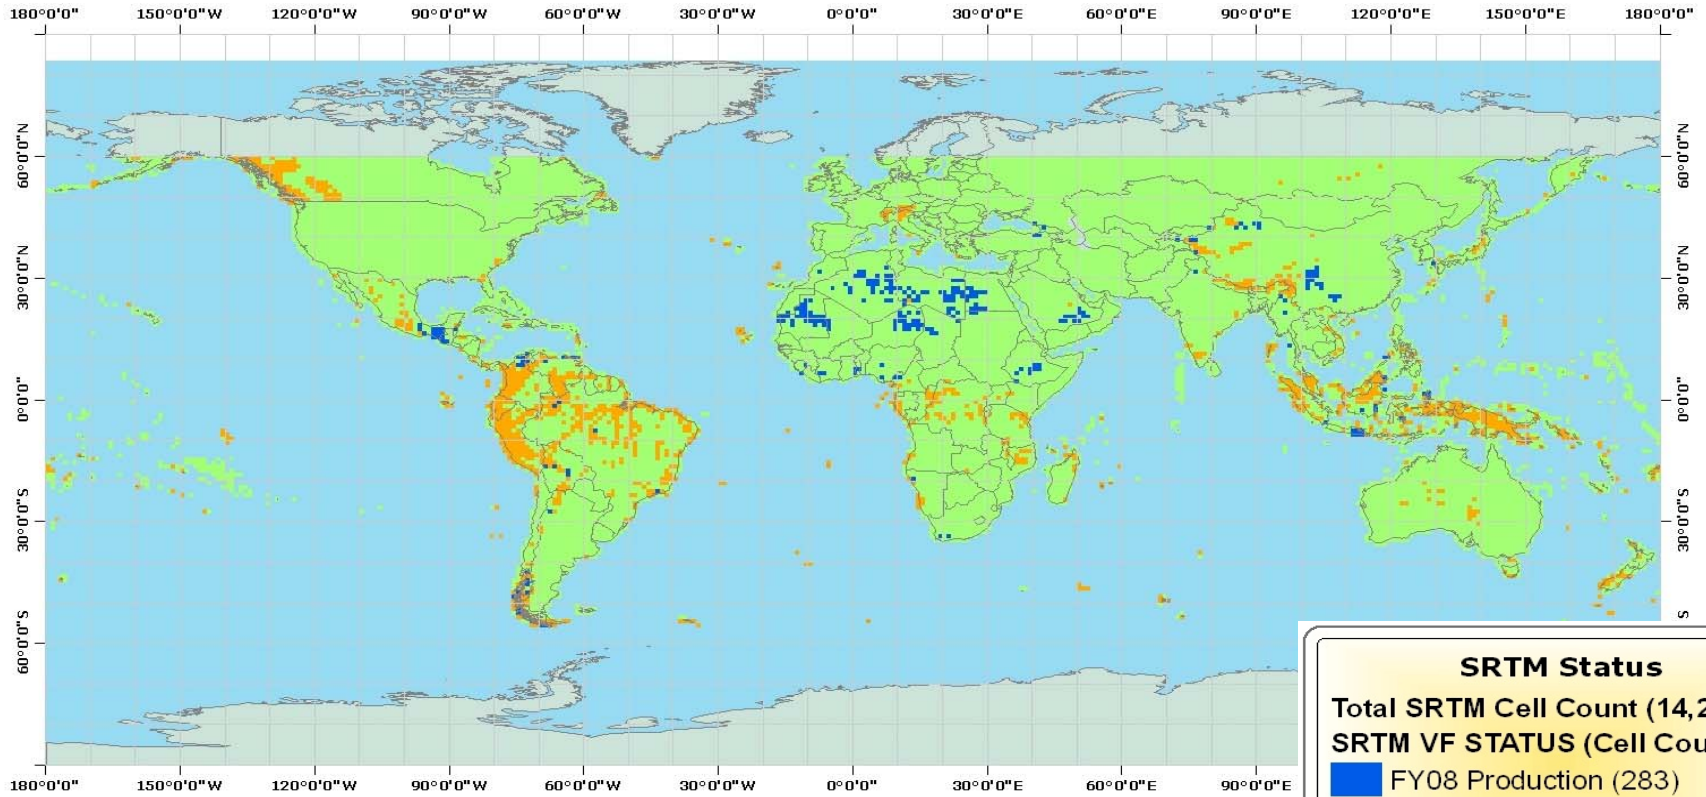 180°0'0" 150°0'0"W 120°0'0"W 90°0'0"W 60°0'0"W 30°0'0"W 0°0'0"E 30°0'0"E 60°0'0"E 90°0'0"E 120°0'0"E 150°0'0"E 180°0'0"
60°0'0"N 60°0'0"N
30°0'0"N 30°0'0"N
0°0'0"E 0°0'0"E
30°0'0"S 30°0'0"S
60°0'0"S S
180°0'0" 150°0'0"W 120°0'0"W 90°0'0"W 60°0'0"W 30°0'0"W 0°0'0"E 30°0'0"E 60°0'0"E 90°0'0"E
SRTM Status
Total SRTM Cell Count (14,2
SRTM VF STATUS (Cell Cou
FY08 Production (283)